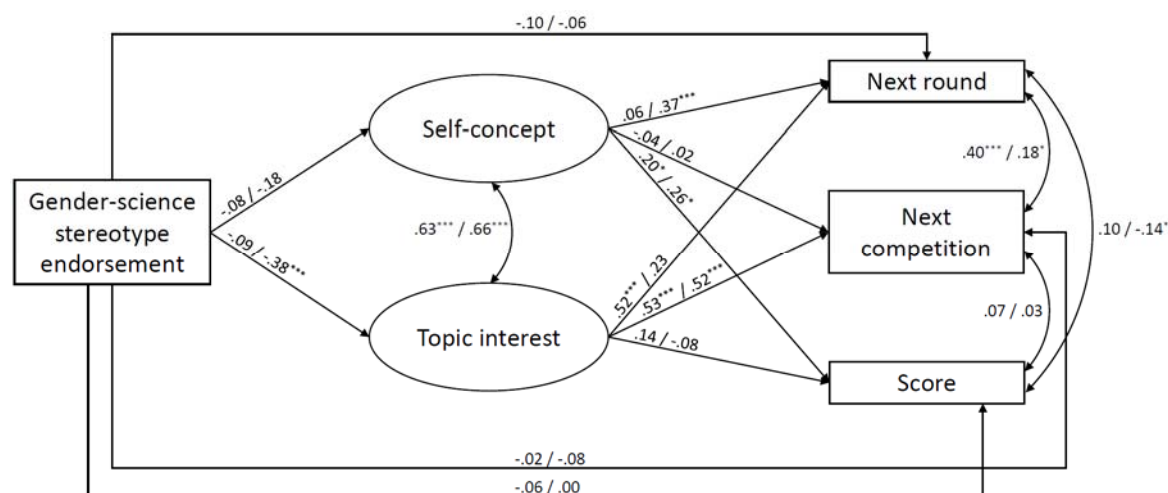 -.10 / -.06
Next round
.06 / .37***
Self-concept
-.04 / .02
.20* / .26*
.40*** / .18*
-.08 / -.18
Gender-science
stereotype
endorsement
.63*** / .66***
Next
competition
.10 / -.14*
-.09 / -.38***
.52*** / .23
.53*** / .52***
.07 / .03
Topic interest
.14 / -.08
Score
-.02 / -.08
-.06 / .00